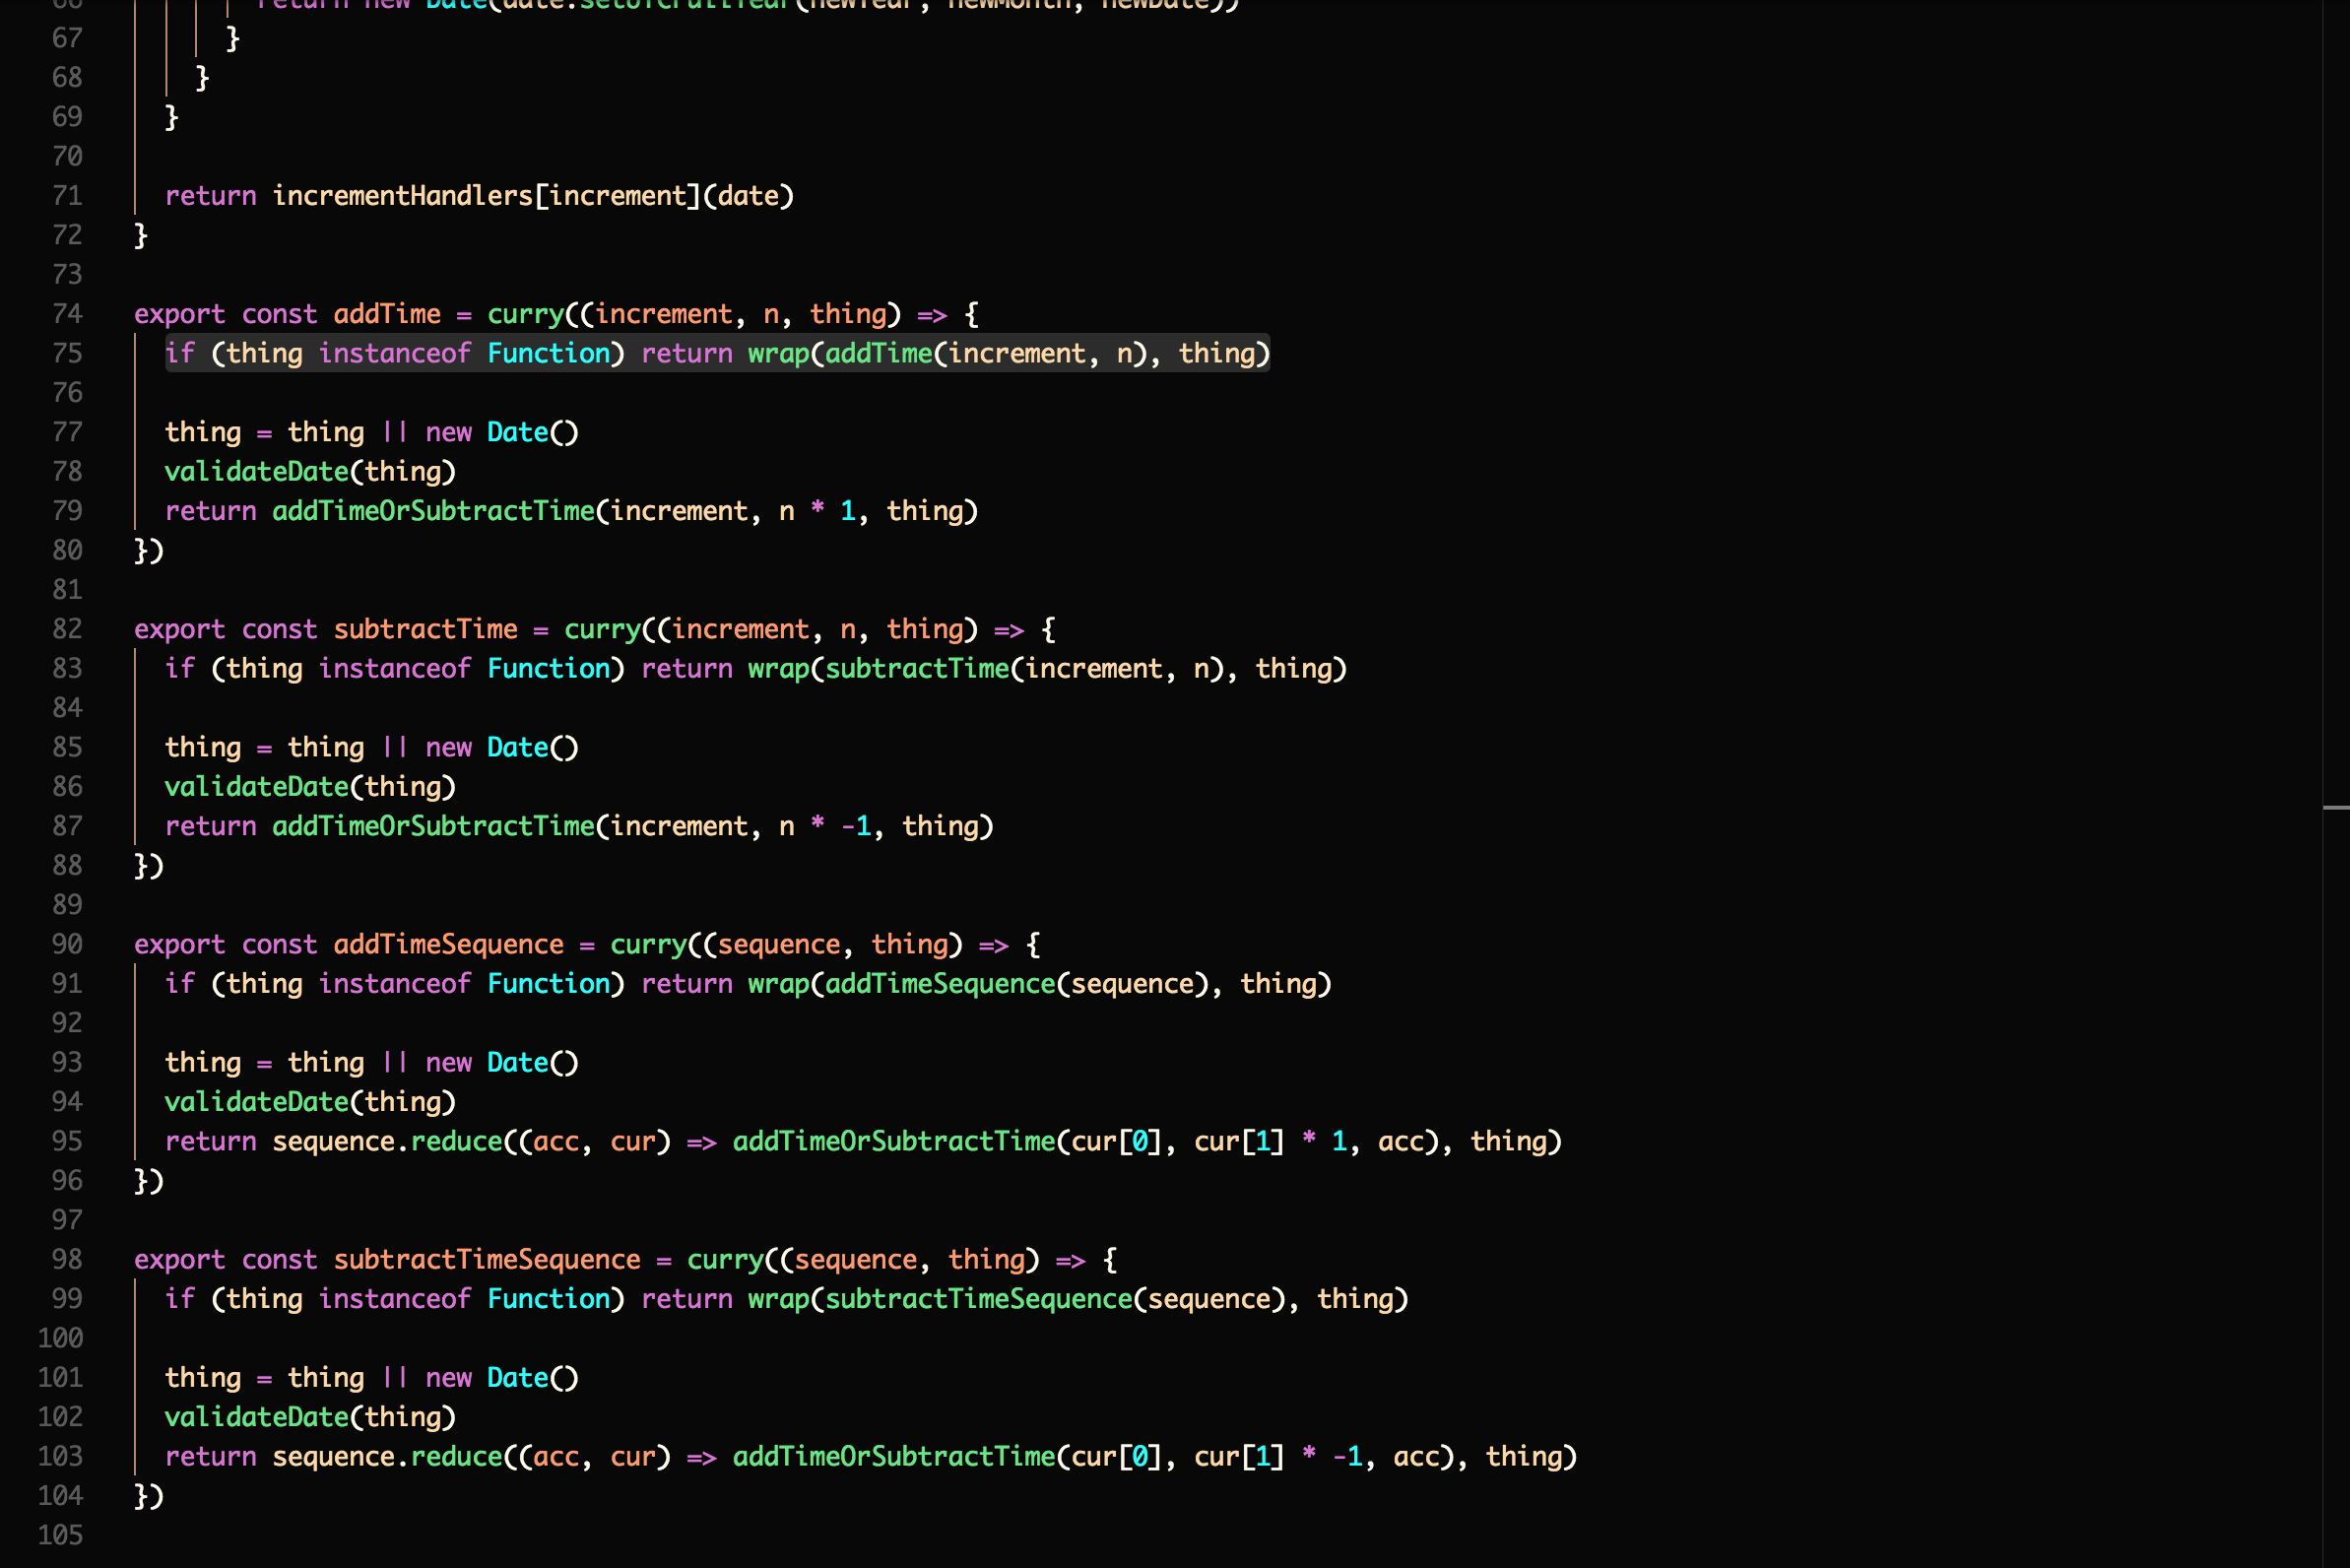 66 return new Date(date.setUTCFullYear(newYear, newMonth, newDate))
67 }
68 }
69 }
70
71 return incrementHandlers[increment](date)
72 }
73
74 export const addTime = curry((increment, n, thing) => {
75 if (thing instanceof Function) return wrap(addTime(increment, n), thing)
76
77 thing = thing || new Date()
78 validateDate(thing)
79 return addTimeOrSubtractTime(increment, n * 1, thing)
80 })
81
82 export const subtractTime = curry((increment, n, thing) => {
83 if (thing instanceof Function) return wrap(subtractTime(increment, n), thing)
84
85 thing = thing || new Date()
86 validateDate(thing)
87 return addTimeOrSubtractTime(increment, n * -1, thing)
88 })
89
90 export const addTimeSequence = curry((sequence, thing) => {
91 if (thing instanceof Function) return wrap(addTimeSequence(sequence), thing)
92
93 thing = thing || new Date()
94 validateDate(thing)
95 return sequence.reduce((acc, cur) => addTimeOrSubtractTime(cur[0], cur[1] * 1, acc), thing)
96 })
97
98 export const subtractTimeSequence = curry((sequence, thing) => {
99 if (thing instanceof Function) return wrap(subtractTimeSequence(sequence), thing)
100
101 thing = thing || new Date()
102 validateDate(thing)
103 return sequence.reduce((acc, cur) => addTimeOrSubtractTime(cur[0], cur[1] * -1, acc), thing)
104 })
105